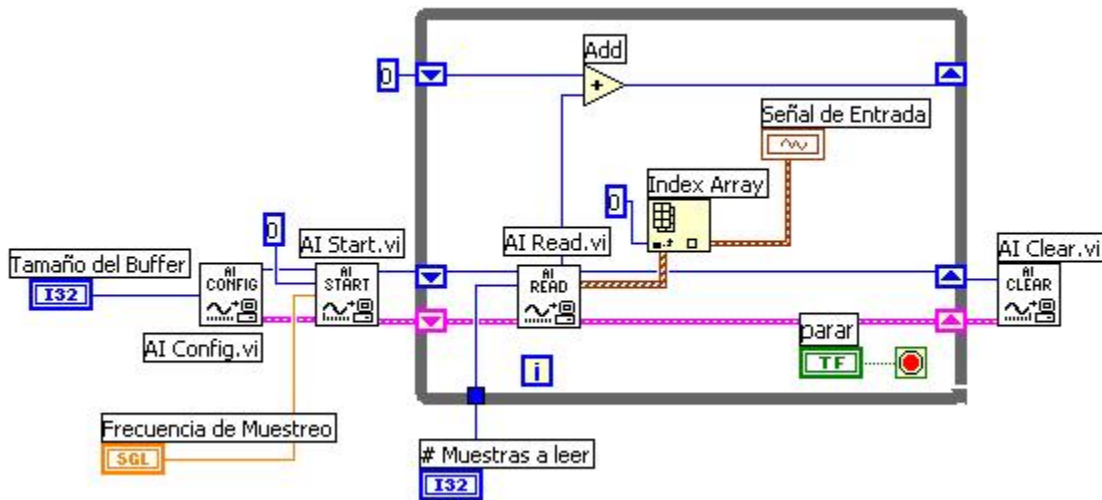 Add
0
Señal de Entrada
Index Array
0
0
AI Start.vi
AI Read.vi
AI Clear.vi
Tamaño del Buffer
I32
AI
CONFIG
AI
START
AI
READ
AI
CLEAR
AI Config.vi
parar
TF
i
Frecuencia de Muestreo
SGL
# Muestras a leer
I32